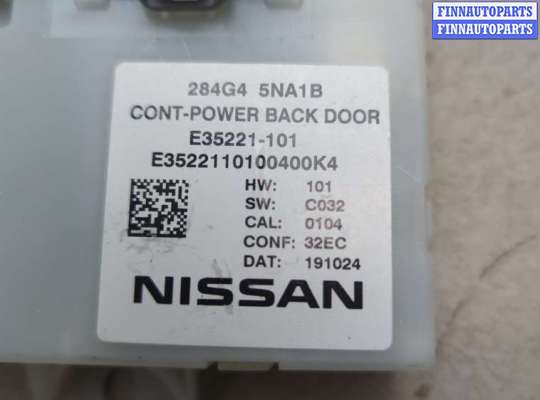 FINNAUTOPARTS
FINNAUTOPARTS
284G4 5NA1B
CONT-POWER BACK DOOR
E35221-101
E3522110100400K4
HW: 101
SW: C032
CAL: 0104
CONF: 32EC
DAT: 191024
NISSAN